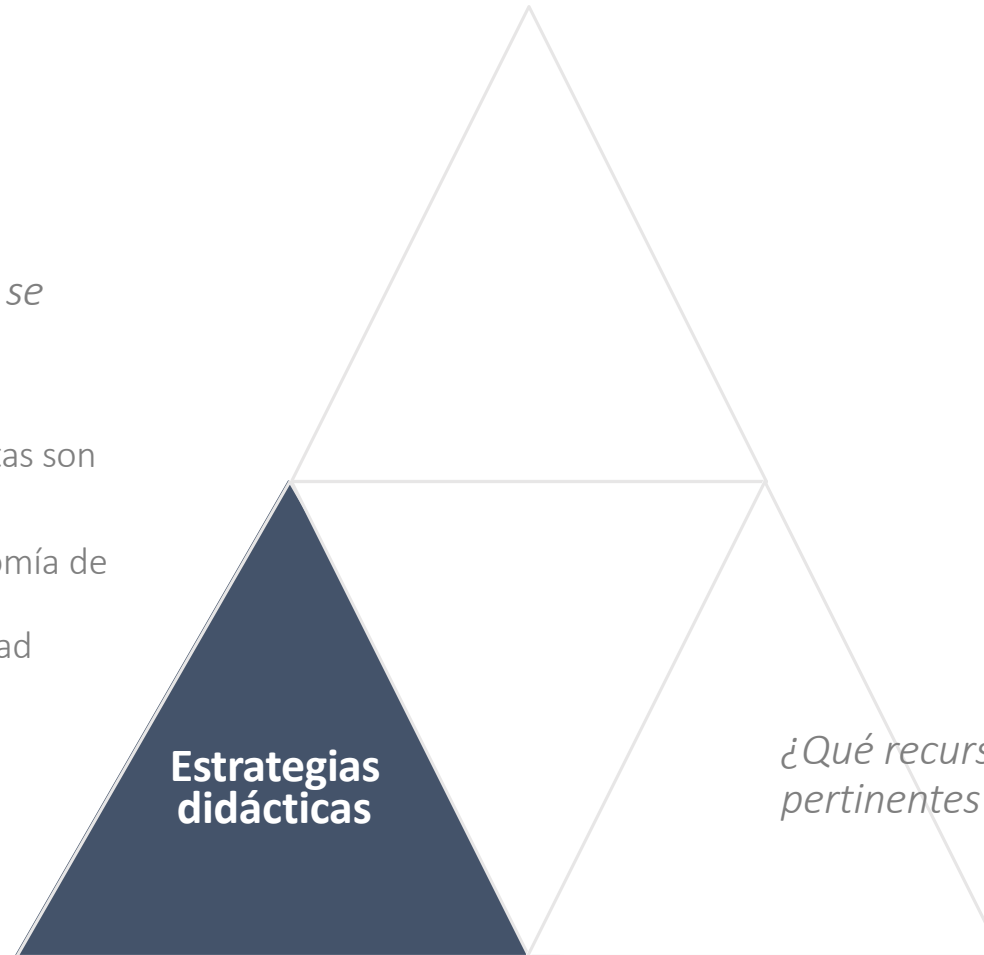 se
tas son
omía de
ad
Estrategias
didácticas
¿Qué recurs
pertinentes